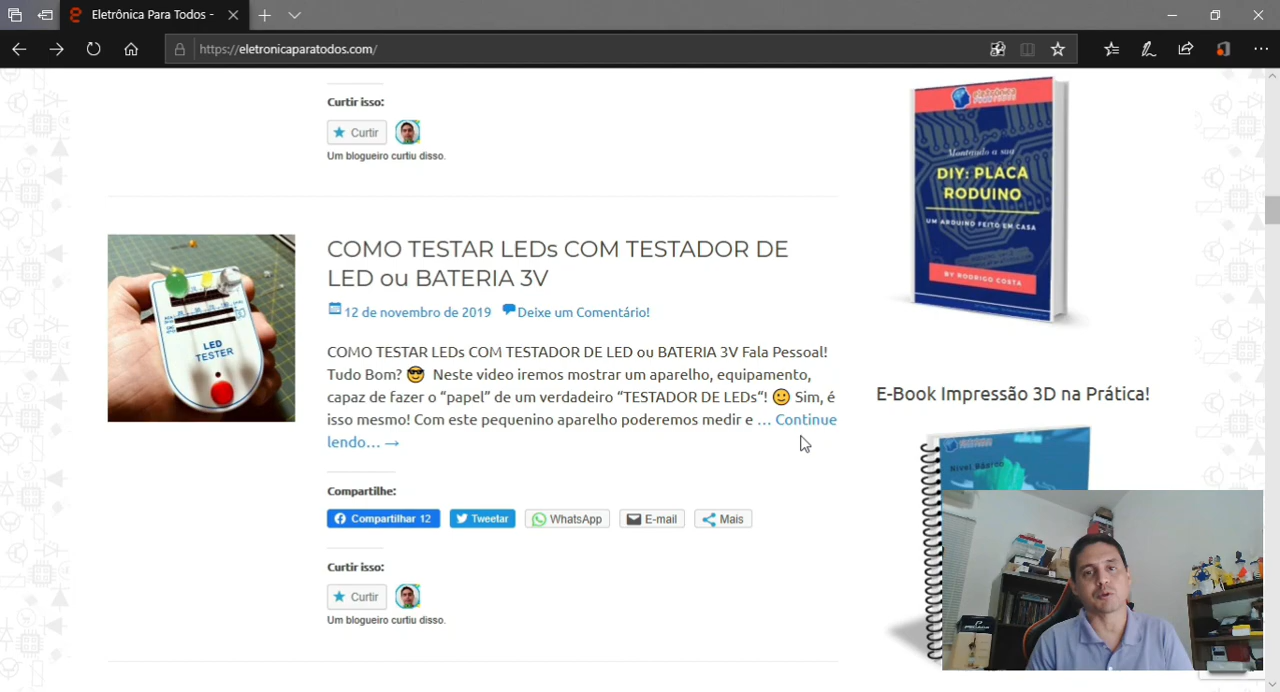 Eletrônica Para Todos -
https://eletronicaparatodos.com/
Curtir isso:
Curtir
Um blogueiro curtiu disso.
COMO TESTAR LEDs COM TESTADOR DE
LED ou BATERIA 3V
12 de novembro de 2019 Deixe um Comentário!
COMO TESTAR LEDs COM TESTADOR DE LED ou BATERIA 3V Fala Pessoal!
Tudo Bom? 😎 Neste video iremos mostrar um aparelho, equipamento,
capaz de fazer o “papel” de um verdadeiro “TESTADOR DE LEDs“! 🙂 Sim, é
isso mesmo! Com este pequenino aparelho poderemos medir e … Continue
lendo… →
LED
TESTER
Compartilhe:
Compartilhar 12 Tweetar WhatsApp E-mail Mais
Curtir isso:
Curtir
Um blogueiro curtiu disso.
Montando a sua
DIY: PLACA
RODUINO
UM ARDUINO FEITO EM CASA
BY RODRIGO COSTA
E-Book Impressão 3D na Prática!
Nivel Básico